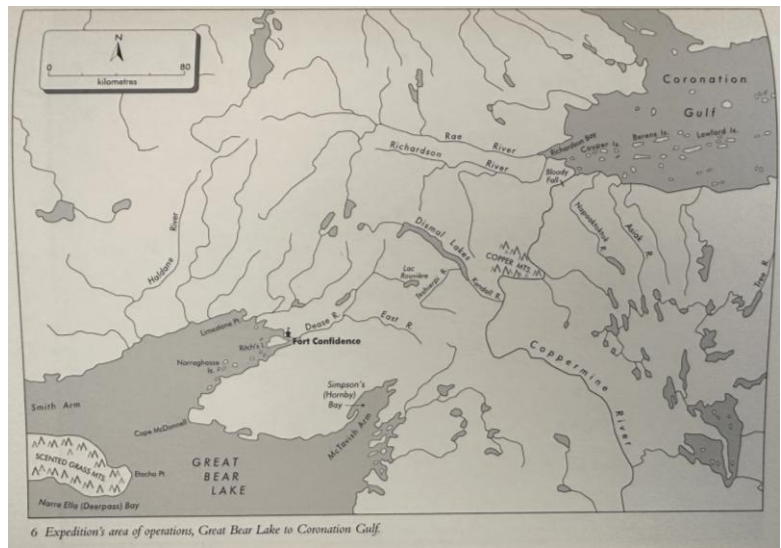 N
0 80
kilometres
Coronation
Gulf
Rae River
Richardson River
Richardson Bay
Couper Is.
Berens Is.
Lawford Is.
Bloody
Fall
Haldane River
Dismal Lakes
COPPER MTS.
Napaaktoktok R.
Asiak R.
Tree R.
Lac
Rouvière
Kendall R.
Limestone Pt.
Dease R.
East R.
Fort Confidence
Ritch's I.
Narraghasse
Is.
Coppermine River
Simpson's
(Hornby)
Bay
Smith Arm
McTavish Arm
Cape McDonnell
SCENTED GRASS MTS.
Etacho Pt.
GREAT
BEAR
LAKE
Narre Elle (Deerpass) Bay
6 Expedition's area of operations, Great Bear Lake to Coronation Gulf.